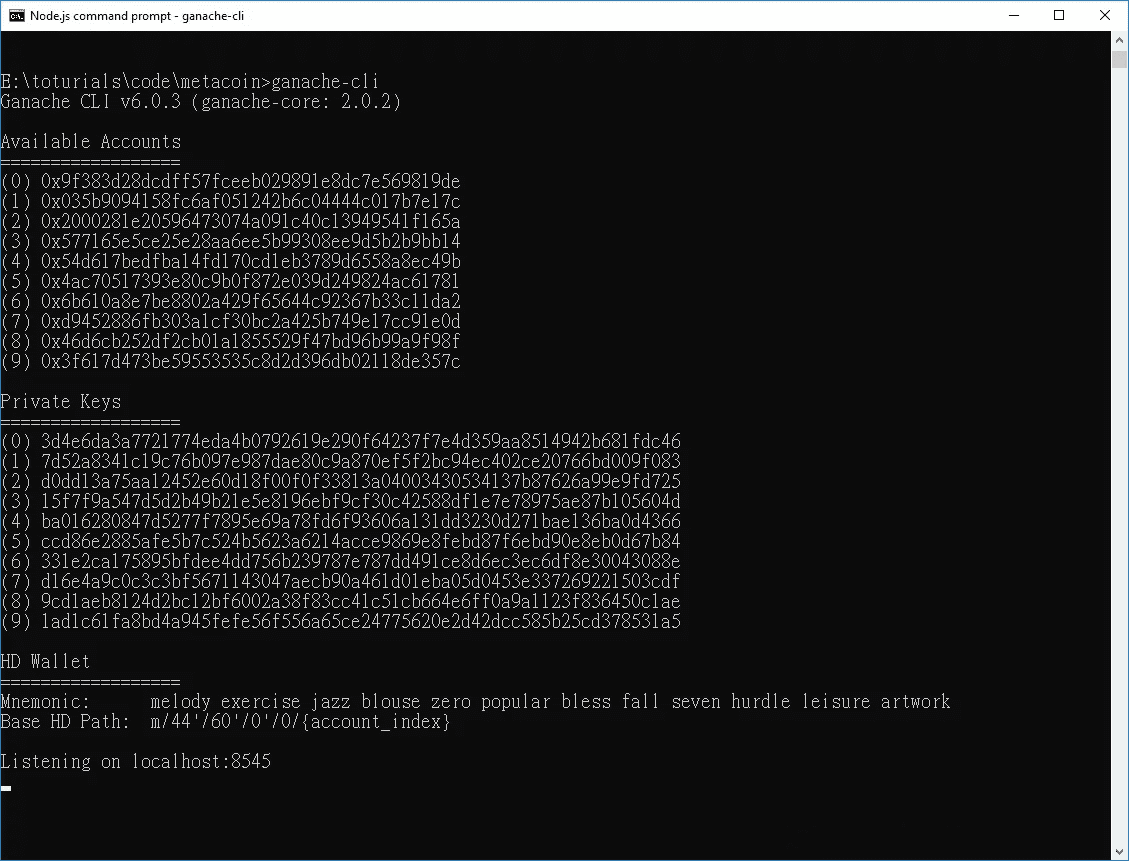 Node.js command prompt - ganache-cli
E:\toturials\code\metacoin>ganache-cli
Ganache CLI v6.0.3 (ganache-core: 2.0.2)
Available Accounts
==================
(0) 0x9f383d28dcdff57fceeb029891e8dc7e569819de
(1) 0x035b9094158fc6af051242b6c04444c017b7e17c
(2) 0x2000281e20596473074a091c40c13949541f165a
(3) 0x577165e5ce25e28aa6ee5b99308ee9d5b2b9bb14
(4) 0x54d617bedfba14fd170cd1eb3789d6558a8ec49b
(5) 0x4ac70517393e80c9b0f872e039d249824ac61781
(6) 0x6b610a8e7be8802a429f65644c92367b33c11da2
(7) 0xd9452886fb303a1cf30bc2a425b749e17cc91e0d
(8) 0x46d6cb252df2cb01a1855529f47bd96b99a9f98f
(9) 0x3f617d473be59553535c8d2d396db02118de357c
Private Keys
==================
(0) 3d4e6da3a7721774eda4b0792619e290f64237f7e4d359aa8514942b681fdc46
(1) 7d52a8341c19c76b097e987dae80c9a870ef5f2bc94ec402ce20766bd009f083
(2) d0dd13a75aa12452e60d18f00f0f33813a04003430534137b87626a99e9fd725
(3) 15f7f9a547d5d2b49b21e5e8196ebf9cf30c42588df1e7e78975ae87b105604d
(4) ba016280847d5277f7895e69a78fd6f93606a131dd3230d271bae136ba0d4366
(5) ccd86e2885afe5b7c524b5623a6214acce9869e8febd87f6ebd90e8eb0d67b84
(6) 331e2ca175895bfdee4dd756b239787e787dd491ce8d6ec3ec6df8e30043088e
(7) d16e4a9c0c3c3bf5671143047aecb90a461d01eba05d0453e337269221503cdf
(8) 9cd1aeb8124d2bc12bf6002a38f83cc41c51cb664e6ff0a9a1123f836450c1ae
(9) 1ad1c61fa8bd4a945fefe56f556a65ce24775620e2d42dcc585b25cd378531a5
HD Wallet
==================
Mnemonic:      melody exercise jazz blouse zero popular bless fall seven hurdle leisure artwork
Base HD Path:  m/44'/60'/0'/0/{account_index}
Listening on localhost:8545